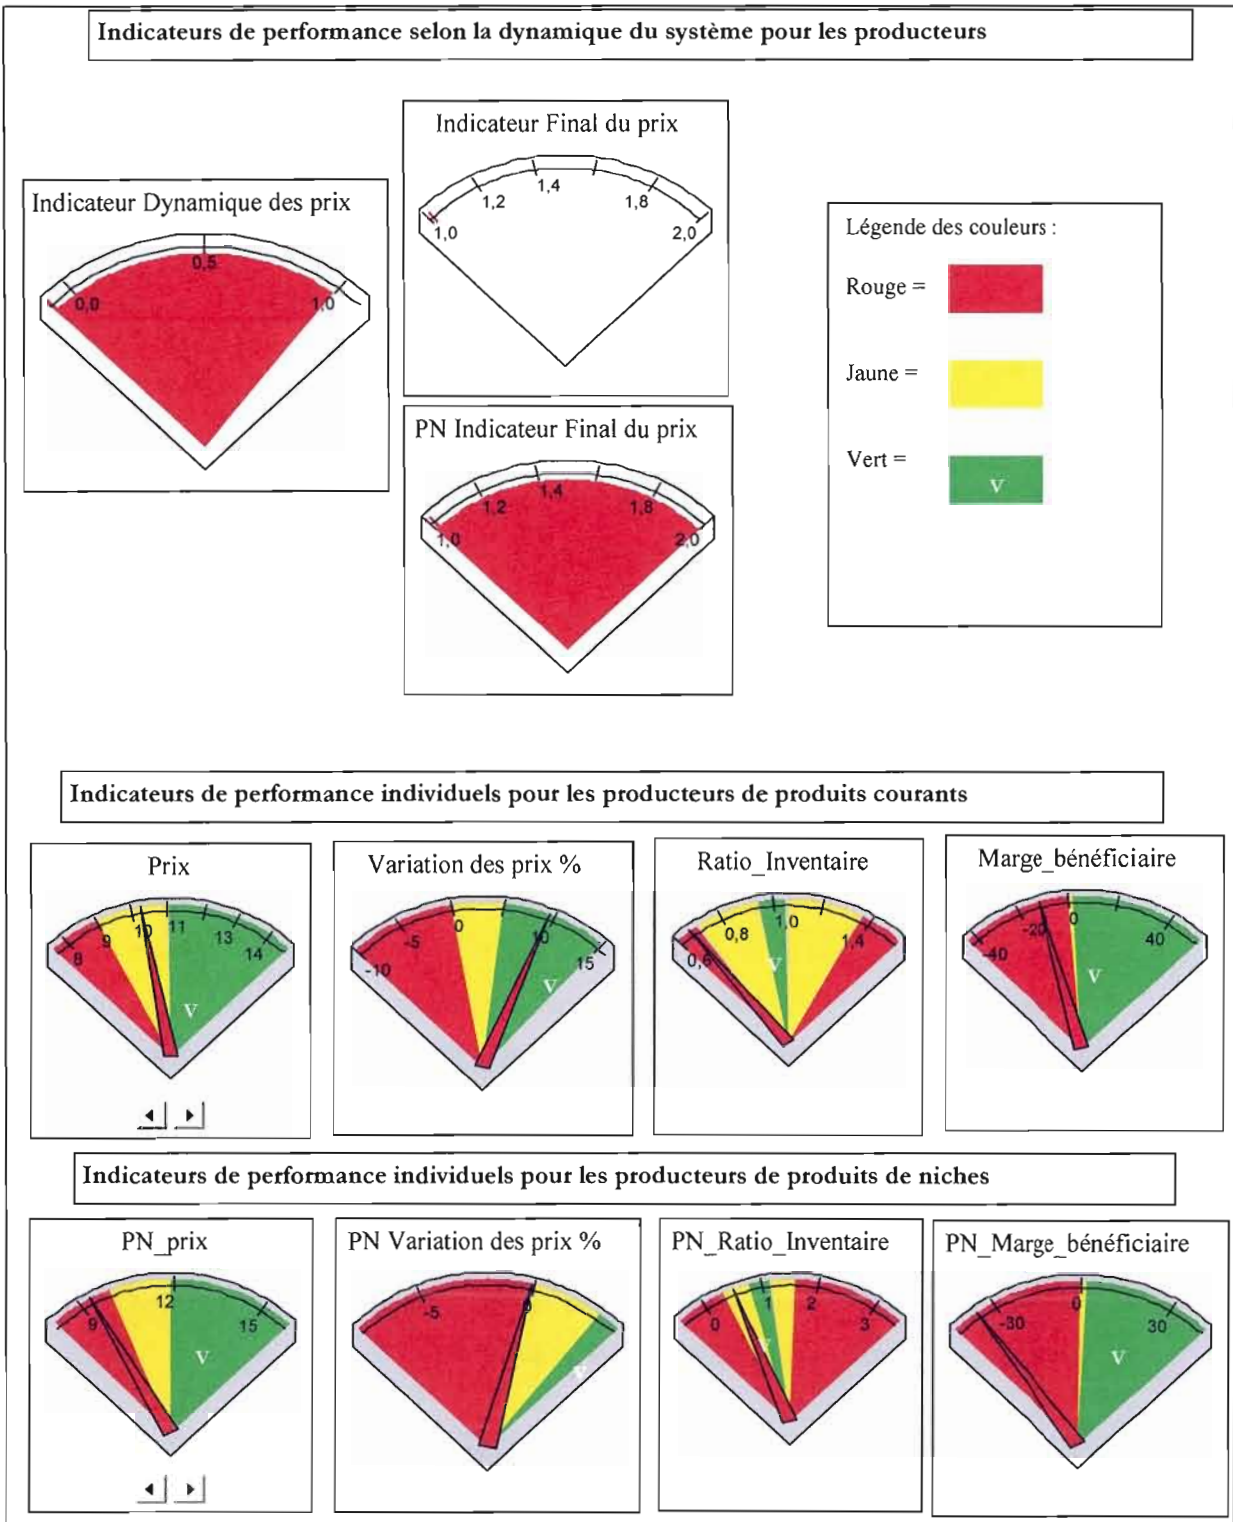 Indicateurs de performance selon la dynamique du système pour les producteurs
Indicateur Final du prix
1,0 1,2 1,4 1,8 2,0
Indicateur Dynamique des prix
0,0 0,5 1,0
Légende des couleurs :
Rouge =
Jaune =
Vert =
V
PN Indicateur Final du prix
1,0 1,2 1,4 1,8 2,0
Indicateurs de performance individuels pour les producteurs de produits courants
Prix
8 9 10 11 13 14
V
Variation des prix %
-10 -5 0 10 15
V
Ratio_Inventaire
0,6 0,8 1,0 1,4
V
Marge_bénéficiaire
-40 -20 0 40
V
Indicateurs de performance individuels pour les producteurs de produits de niches
PN_prix
9 12 15
V
PN Variation des prix %
-5 0
V
PN_Ratio_Inventaire
0 1 2 3
V
PN_Marge_bénéficiaire
-30 0 30
V